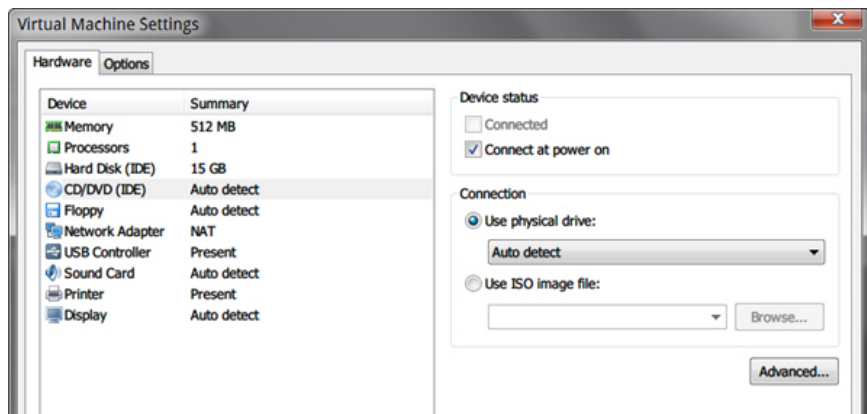 Virtual Machine Settings
Hardware Options
Device Summary
Memory 512 MB
Processors 1
Hard Disk (IDE) 15 GB
CD/DVD (IDE) Auto detect
Floppy Auto detect
Network Adapter NAT
USB Controller Present
Sound Card Auto detect
Printer Present
Display Auto detect
Device status
Connected
Connect at power on
Connection
Use physical drive:
Auto detect
Use ISO image file:
Browse...
Advanced...